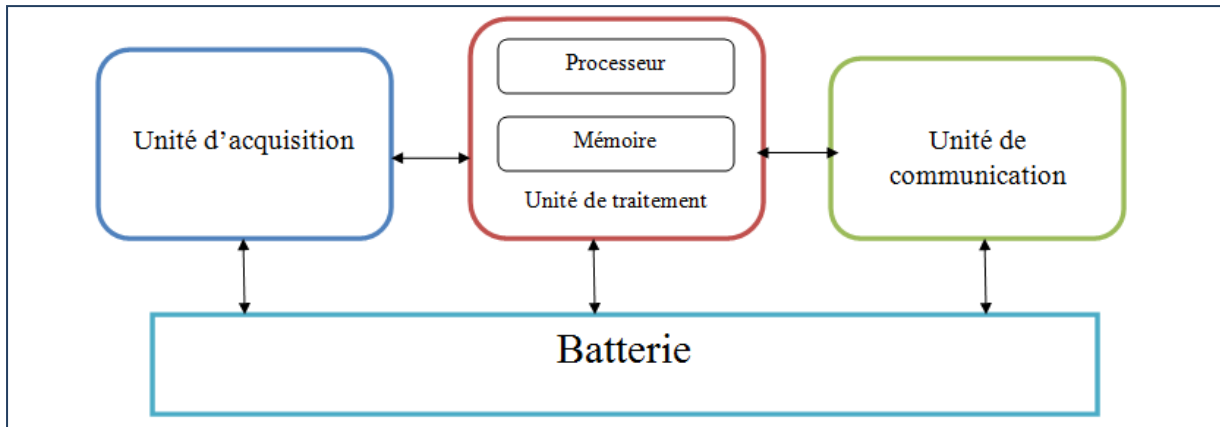 Unité d'acquisition
Processeur
Mémoire
Unité de traitement
Unité de
communication
Batterie